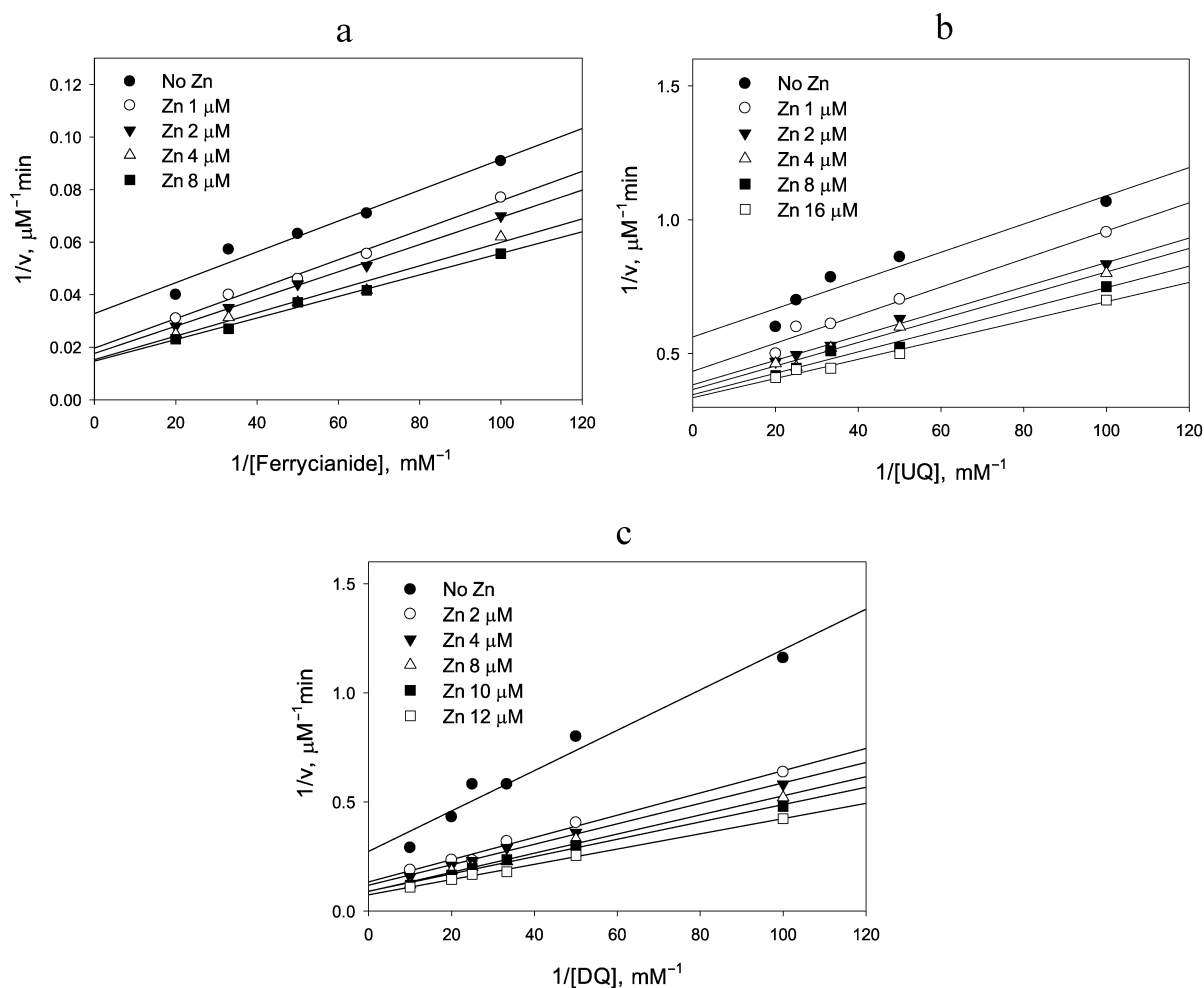 a
1/v, μM⁻¹min
0.12
0.10
0.08
0.06
0.04
0.02
0.00
No Zn
Zn 1 μM
Zn 2 μM
Zn 4 μM
Zn 8 μM
0 20 40 60 80 100 120
1/[Ferrycianide], mM⁻¹
b
1/v, μM⁻¹min
1.5
1.0
0.5
No Zn
Zn 1 μM
Zn 2 μM
Zn 4 μM
Zn 8 μM
Zn 16 μM
0 20 40 60 80 100 120
1/[UQ], mM⁻¹
c
1/v, μM⁻¹min
1.5
1.0
0.5
0.0
No Zn
Zn 2 μM
Zn 4 μM
Zn 8 μM
Zn 10 μM
Zn 12 μM
0 20 40 60 80 100 120
1/[DQ], mM⁻¹